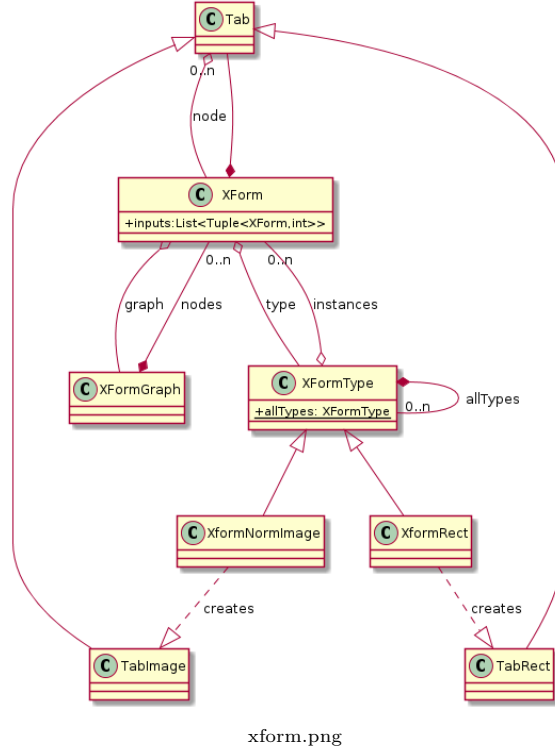 C Tab
0..n
node
C XForm
+inputs:List<Tuple<XForm,int>>
0..n 0..n
graph nodes type instances
C XFormGraph
C XFormType
+allTypes: XFormType
0..n
allTypes
C XformNormImage
C XformRect
creates creates
C TabImage
C TabRect
xform.png